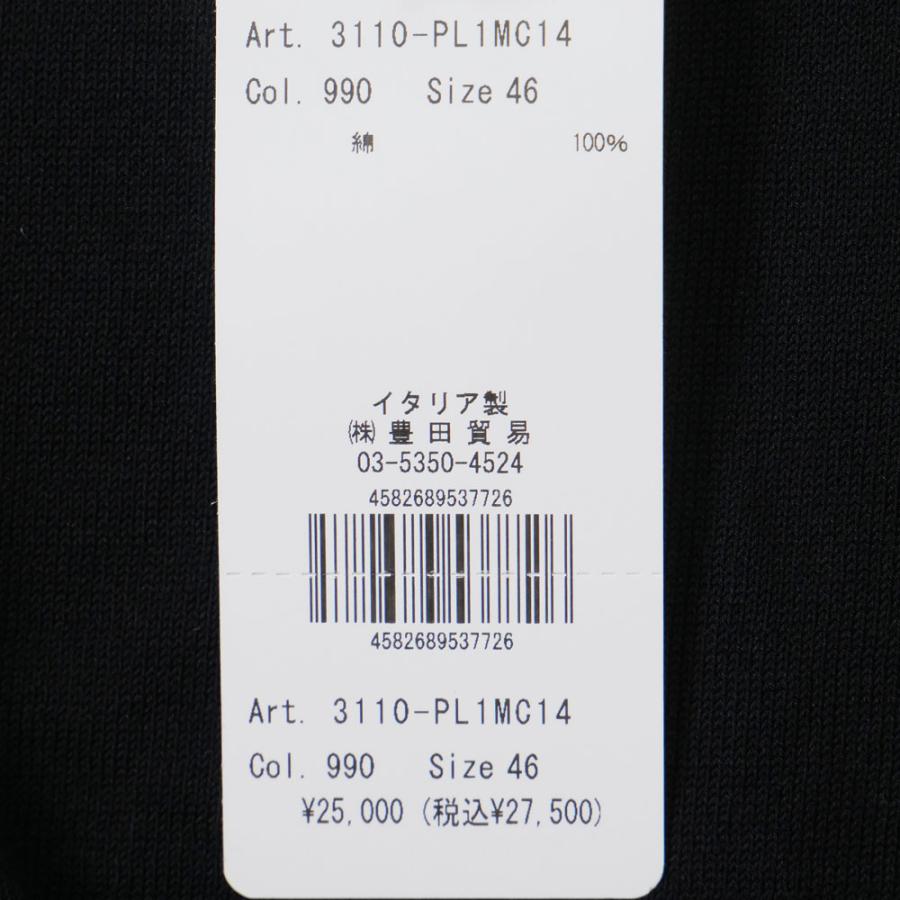 Art. 3110-PL1MC14
Col. 990 Size 46
綿 100%
イタリア製
㈱ 豊田貿易
03-5350-4524
4582689537726
4582689537726
Art. 3110-PL1MC14
Col. 990 Size 46
¥25,000 (税込¥27,500)